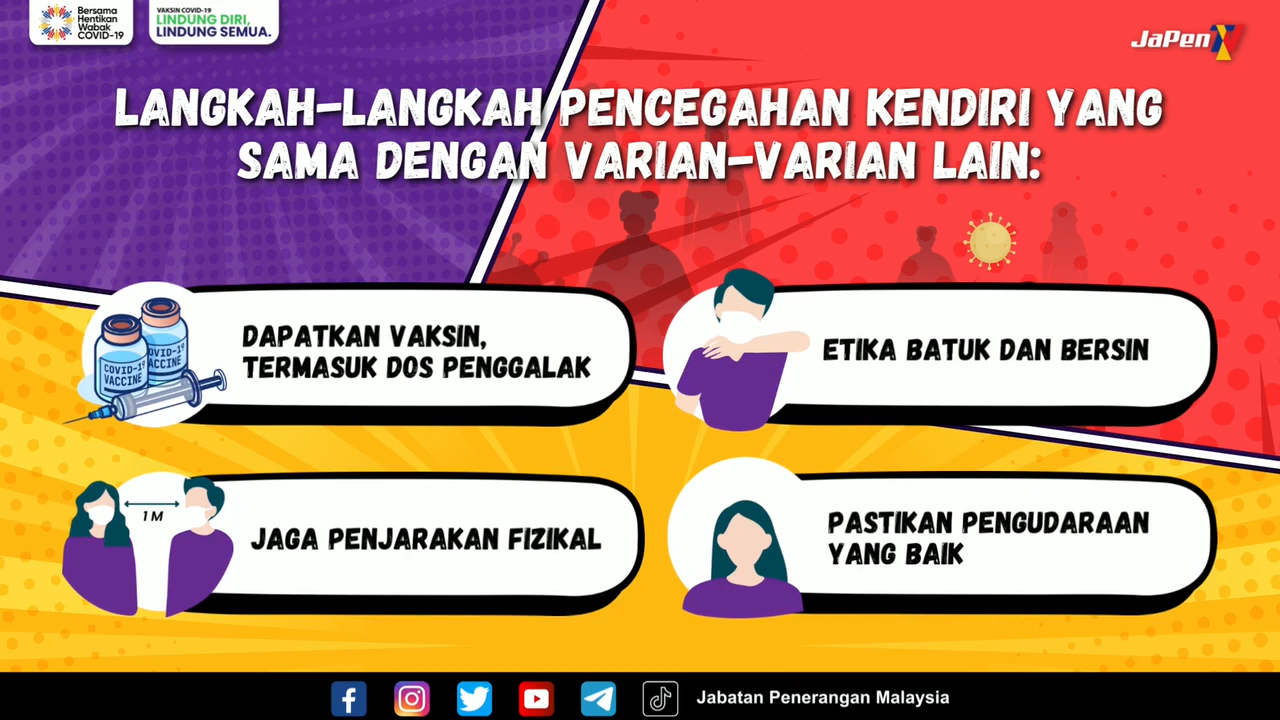 Bersama
Hentikan
Wabak
COVID-19
VAKSIN COVID-19
LINDUNG DIRI,
LINDUNG SEMUA.
JaPen
LANGKAH-LANGKAH PENCEGAHAN KENDIRI YANG
SAMA DENGAN VARIAN-VARIAN LAIN:
DAPATKAN VAKSIN,
TERMASUK DOS PENGGALAK
COVID-19
VACCINE
COVID-19
VACCINE
ETIKA BATUK DAN BERSIN
1 M
JAGA PENJARAKAN FIZIKAL
PASTIKAN PENGUDARAAN
YANG BAIK
Jabatan Penerangan Malaysia